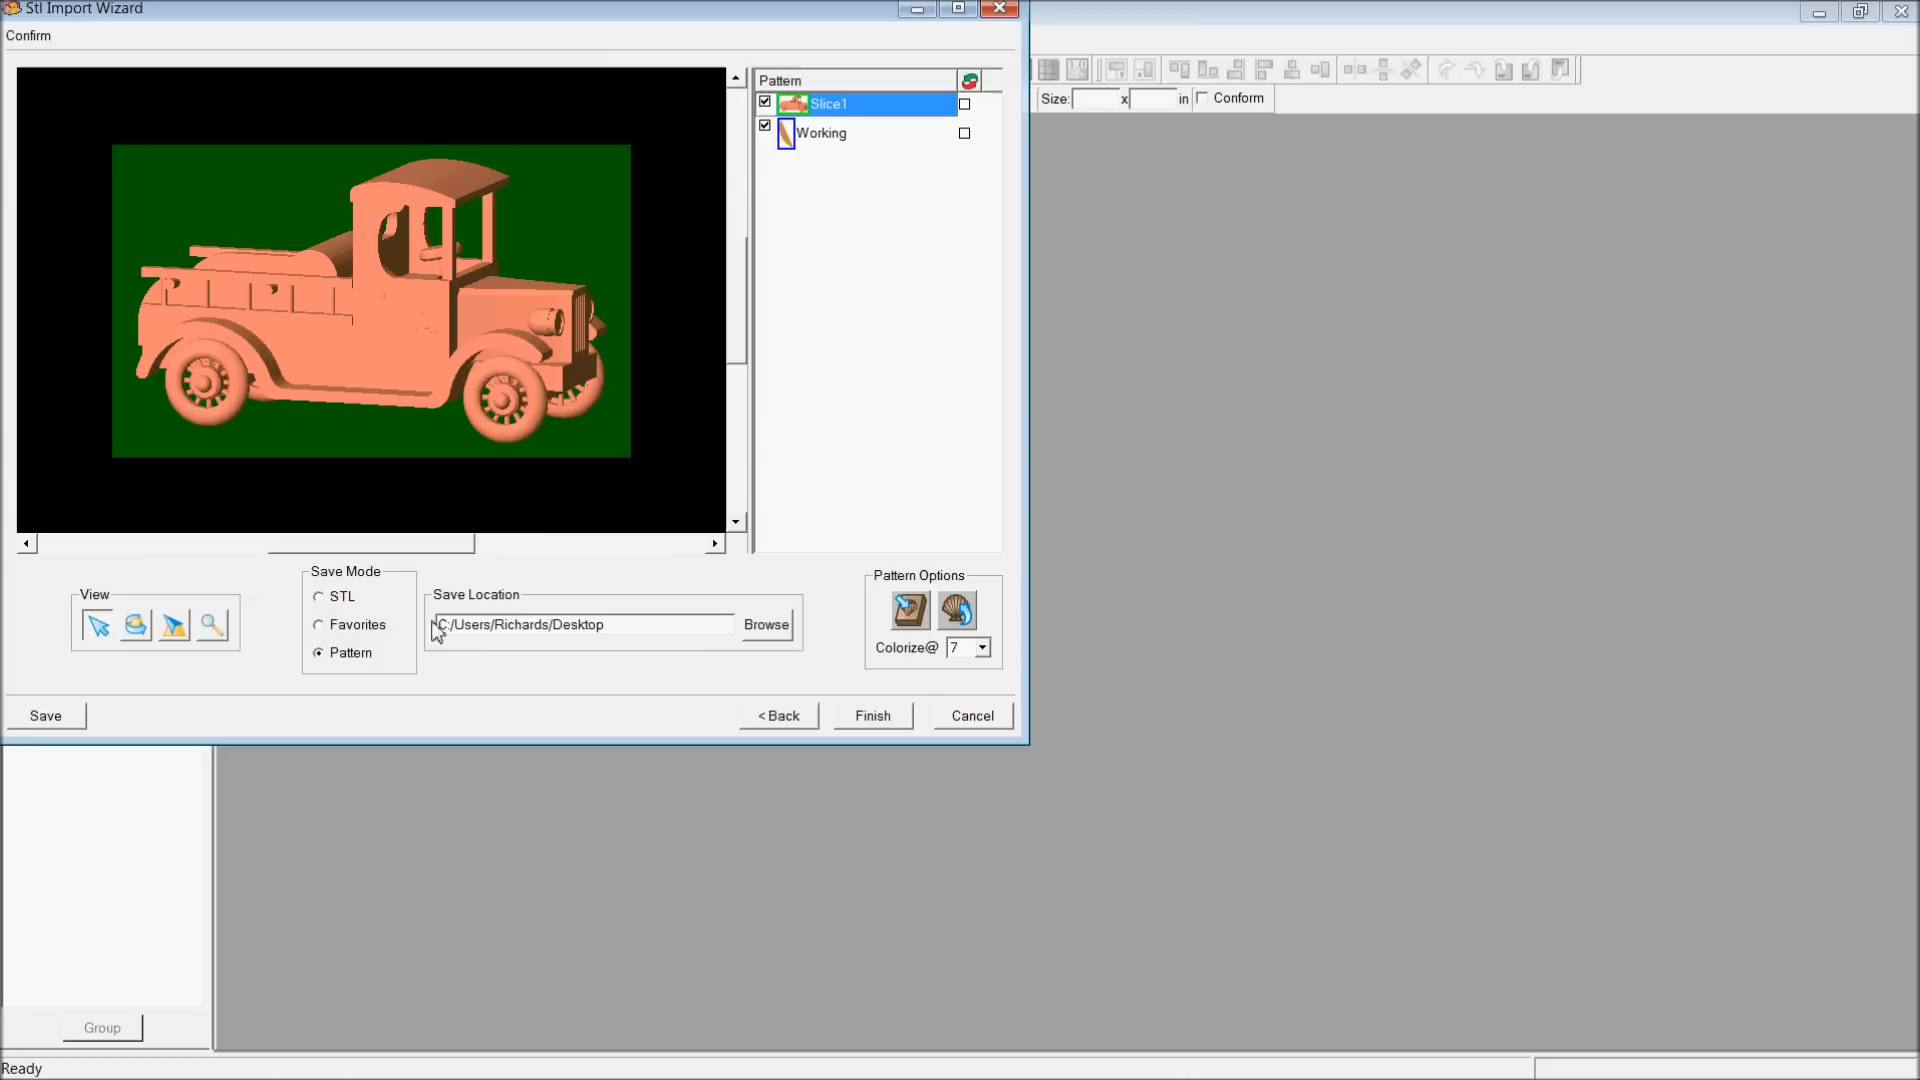 Stl Import Wizard
Confirm
Pattern
Slice1
Working
Size:
x
in
Conform
Save Mode
STL
Favorites
Pattern
View
Save Location
C:/Users/Richards/Desktop
Browse
Pattern Options
Colorize@
7
Save
< Back
Finish
Cancel
Group
Ready